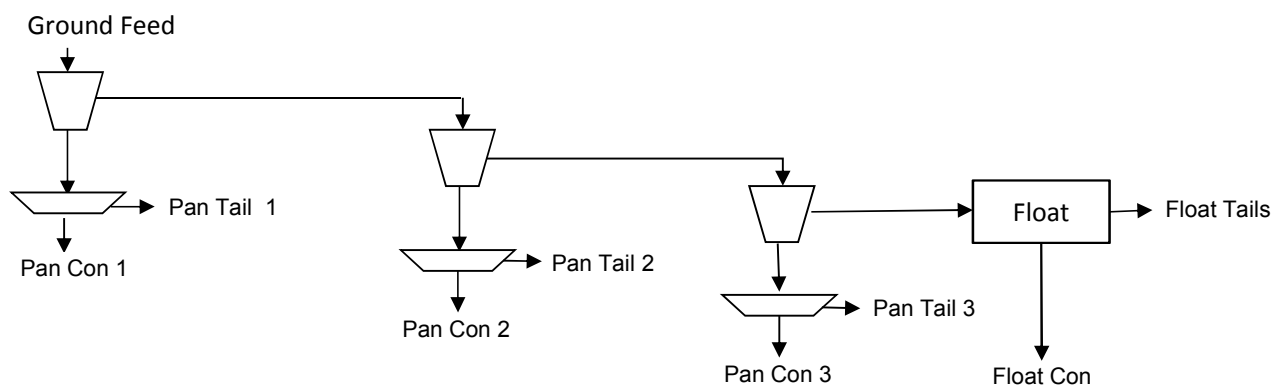 Ground Feed
Pan Tail 1
Pan Con 1
Pan Tail 2
Pan Con 2
Pan Tail 3
Pan Con 3
Float
Float Tails
Float Con